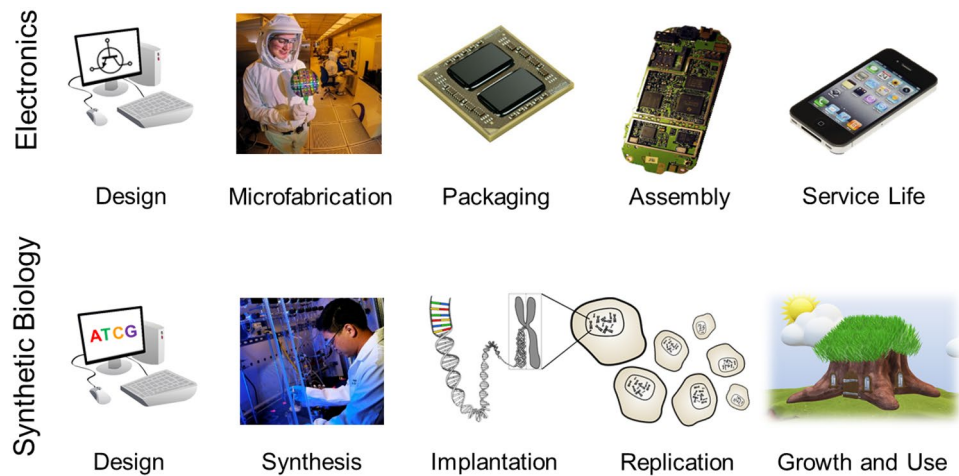 Electronics
Design
Microfabrication
Packaging
Assembly
Service Life
Synthetic Biology
ATCG
Design
Synthesis
Implantation
Replication
Growth and Use